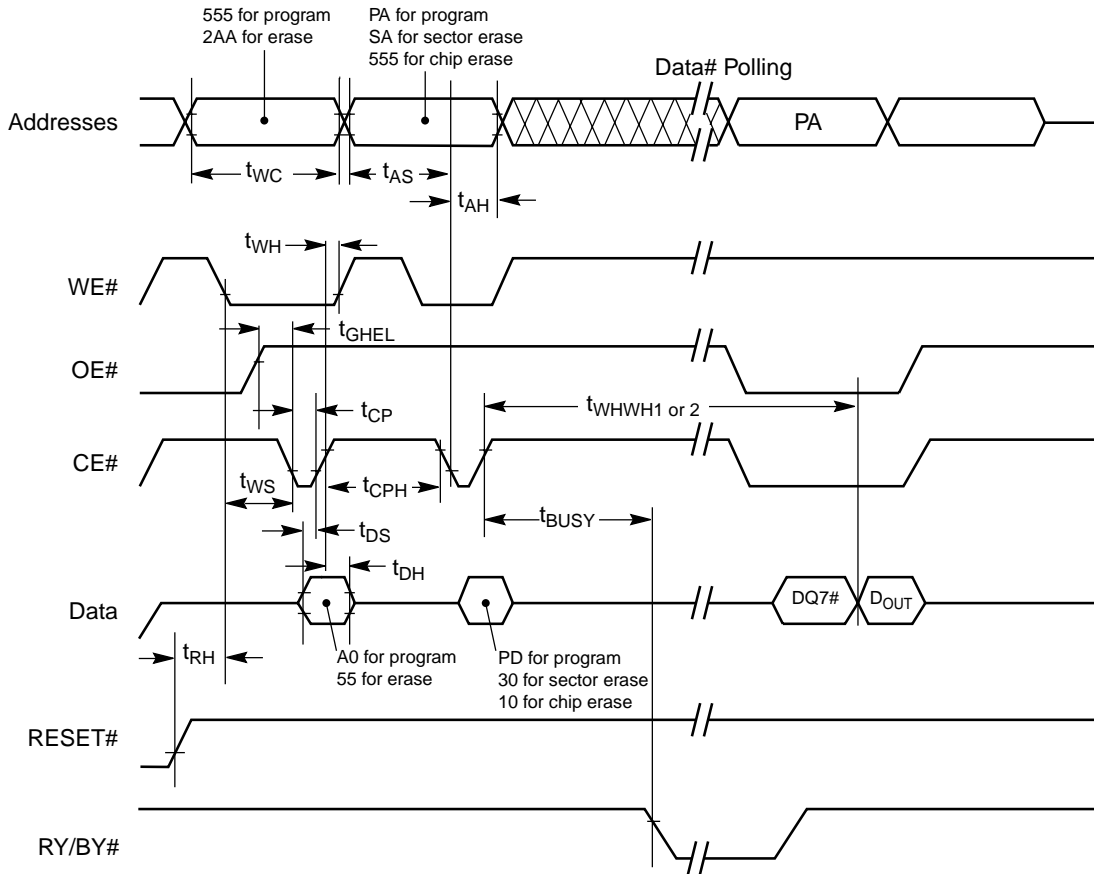 555 for program
2AA for erase
PA for program
SA for sector erase
555 for chip erase
Data# Polling
Addresses
PA
tWC
tAS
tAH
tWH
WE#
tGHEL
OE#
tWHWH1 or 2
tCP
CE#
tWS
tCPH
tBUSY
tDS
tDH
Data
DQ7#
DOUT
tRH
A0 for program
55 for erase
PD for program
30 for sector erase
10 for chip erase
RESET#
RY/BY#